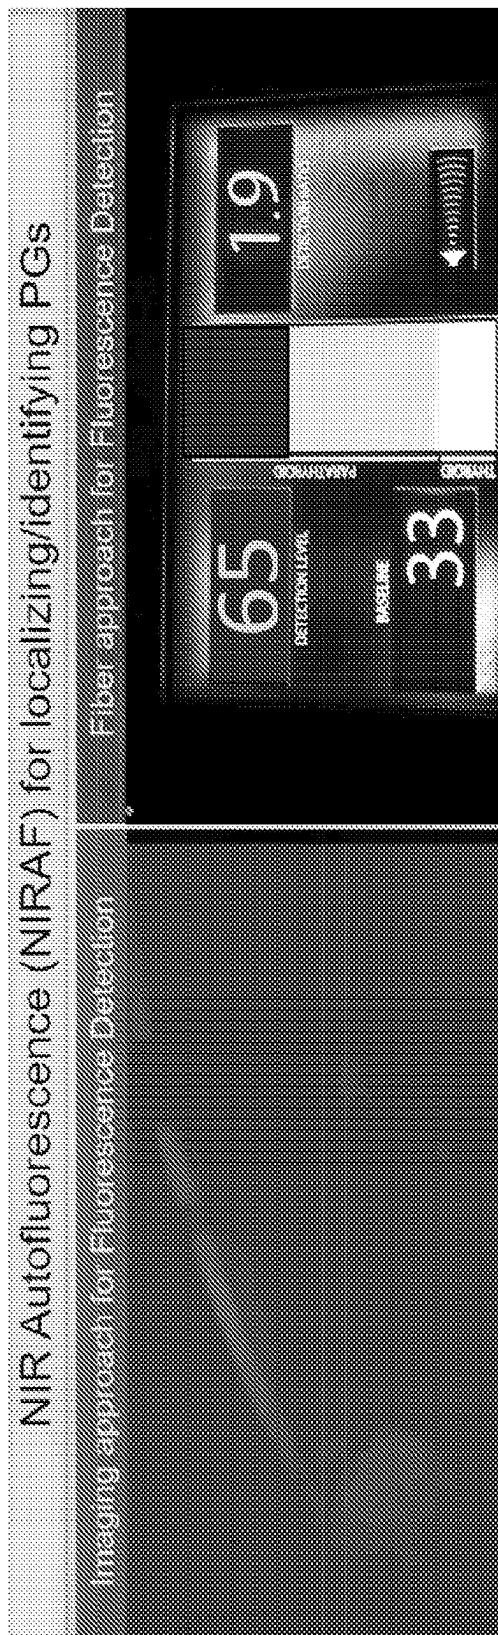 NIR Autofluorescence (NIRAF) for localizing/identifying PGs
Imaging approach for Fluorescence Detection
Fiber approach for Fluorescence Detection
65
DETECTION LEVEL
BASELINE
33
PARATHYROID
THYROID
1.9